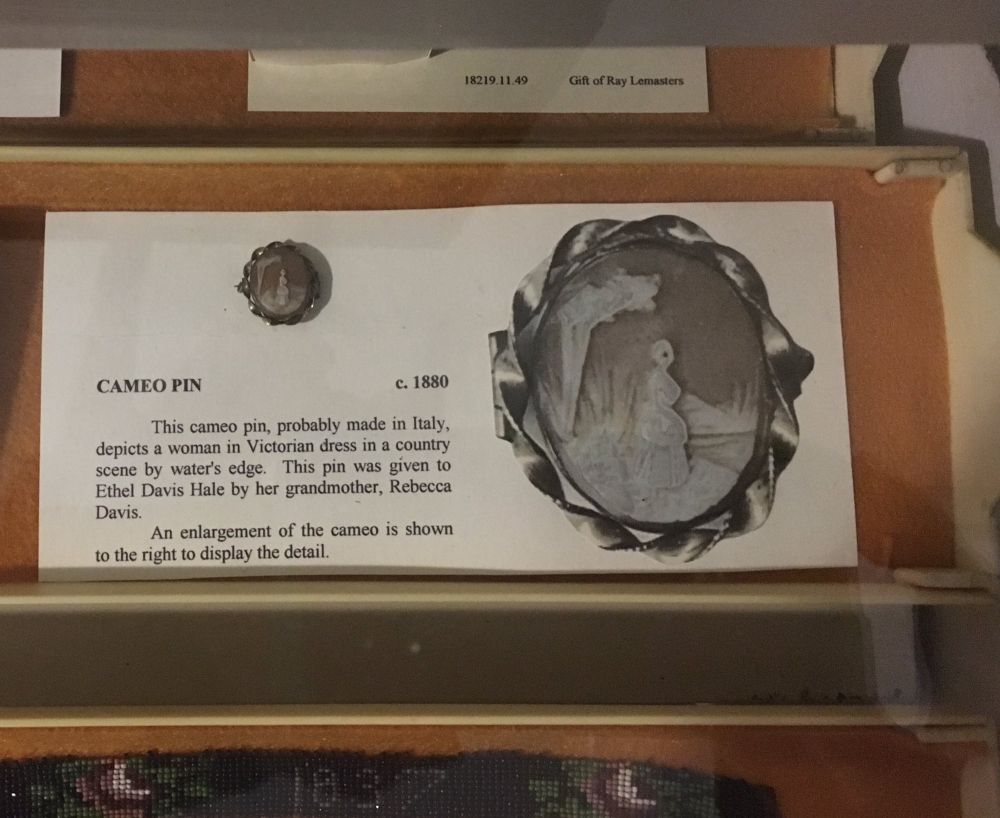 18219.11.49 Gift of Ray Lemasters
CAMEO PIN c. 1880
This cameo pin, probably made in Italy,
depicts a woman in Victorian dress in a country
scene by water's edge. This pin was given to
Ethel Davis Hale by her grandmother, Rebecca
Davis.
An enlargement of the cameo is shown
to the right to display the detail.
1837